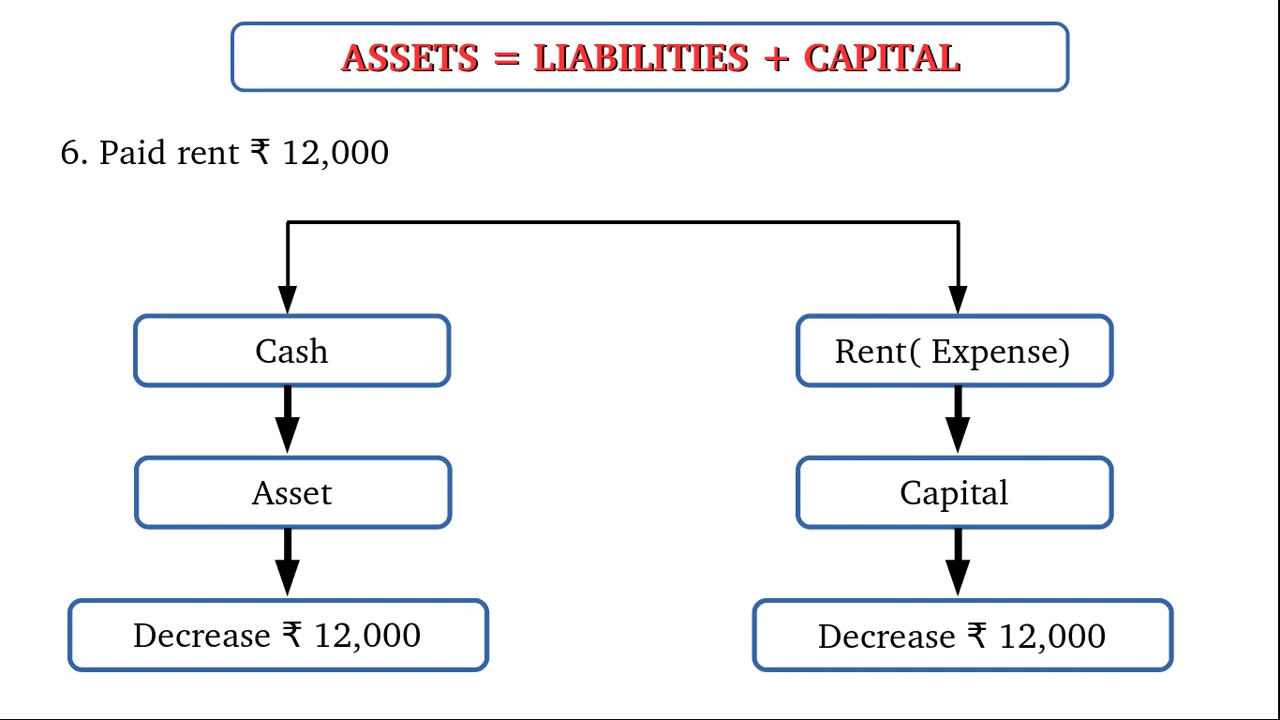 ASSETS = LIABILITIES + CAPITAL
6. Paid rent ₹ 12,000
Cash
Rent( Expense)
Asset
Capital
Decrease ₹ 12,000
Decrease ₹ 12,000